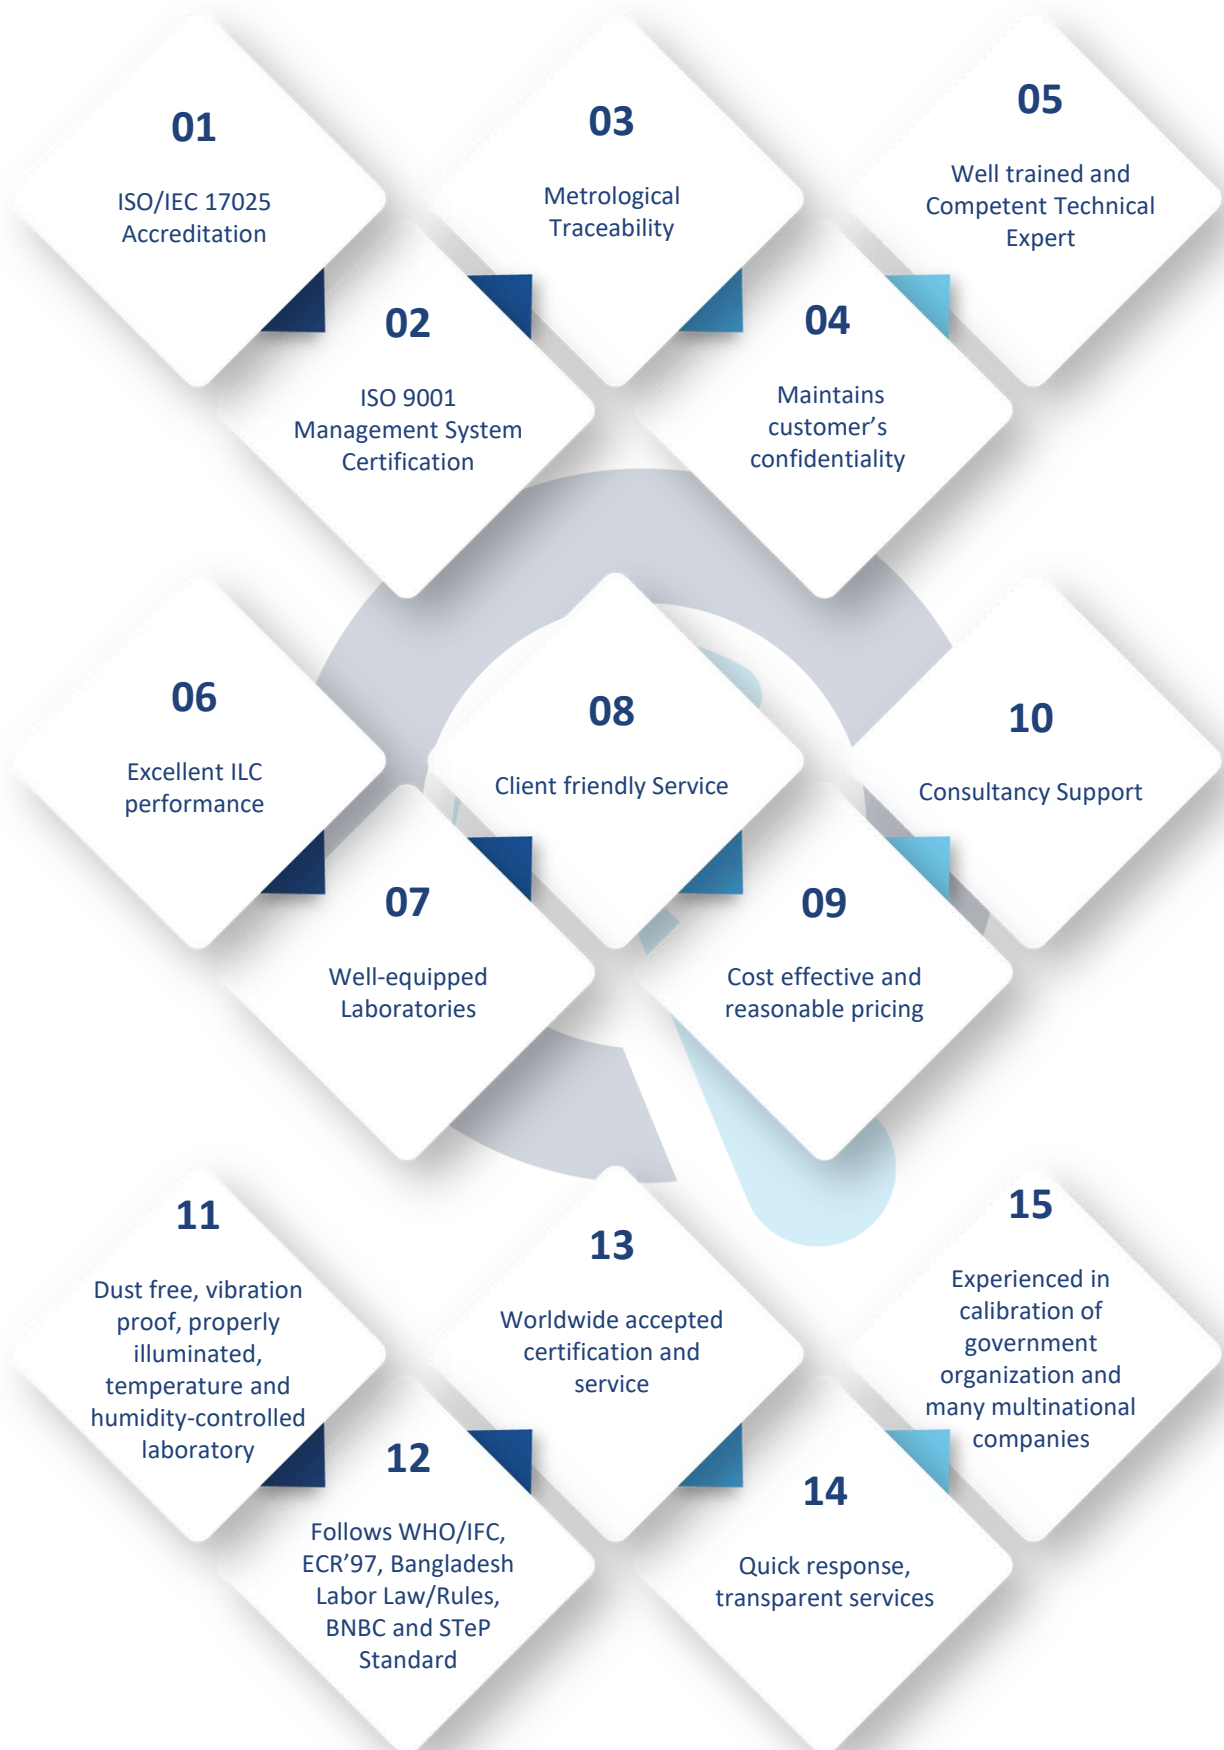 01
ISO/IEC 17025
Accreditation
02
ISO 9001
Management System
Certification
03
Metrological
Traceability
04
Maintains
customer’s
confidentiality
05
Well trained and
Competent Technical
Expert
06
Excellent ILC
performance
07
Well-equipped
Laboratories
08
Client friendly Service
09
Cost effective and
reasonable pricing
10
Consultancy Support
11
Dust free, vibration
proof, properly
illuminated,
temperature and
humidity-controlled
laboratory
12
Follows WHO/IFC,
ECR’97, Bangladesh
Labor Law/Rules,
BNBC and STeP
Standard
13
Worldwide accepted
certification and
service
14
Quick response,
transparent services
15
Experienced in
calibration of
government
organization and
many multinational
companies